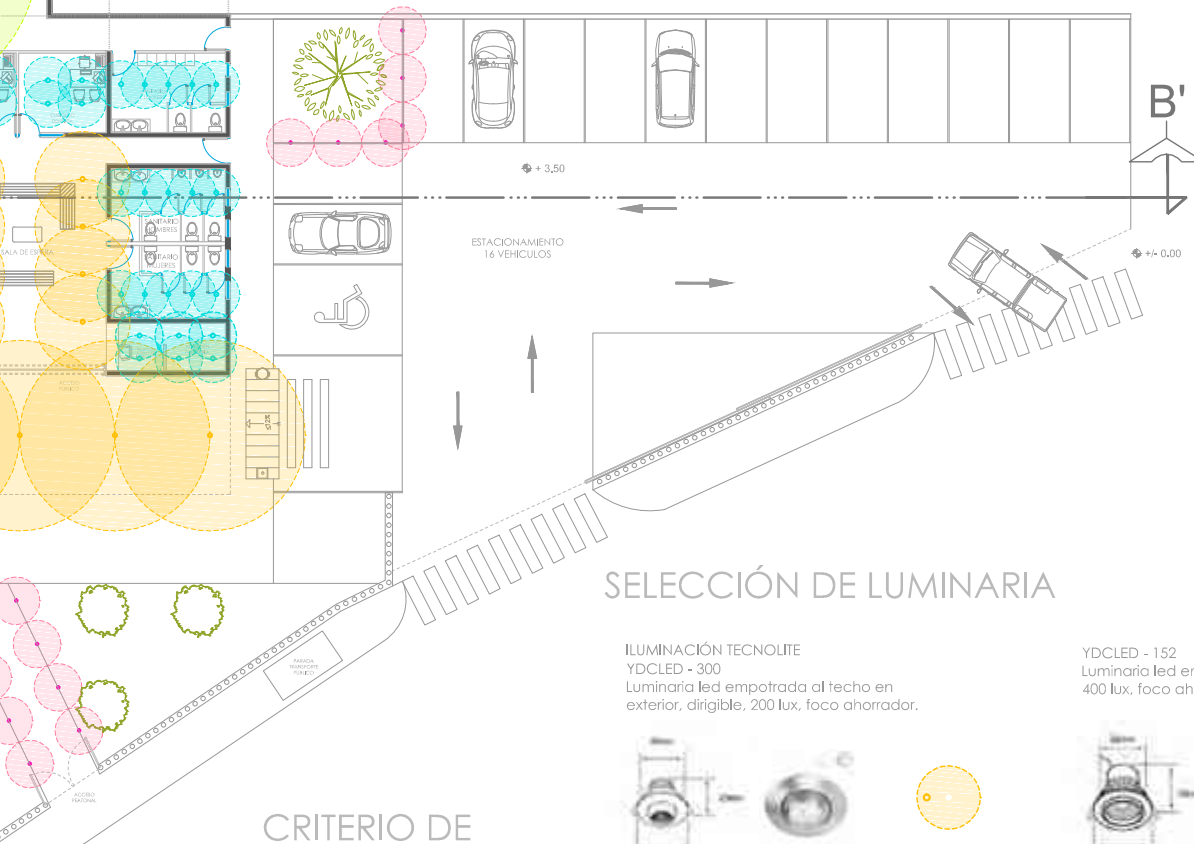 B'
+ 3,50
ESTACIONAMIENTO
16 VEHICULOS
+/- 0.00
SANITARIO
HOMBRES
SALA DE ESPERA
SANITARIO
MUJERES
ACCESO
PUBLICO
12%
SELECCIÓN DE LUMINARIA
PARADA
TRANSPORTE
PUBLICO
ILUMINACIÓN TECNOLITE
YDCLED - 300
Luminaria led empotrada al techo en
exterior, dirigible, 200 lux, foco ahorrador.
YDCLED - 152
Luminaria led em
400 lux, foco ah
ACCESO
PEATONAL
CRITERIO DE